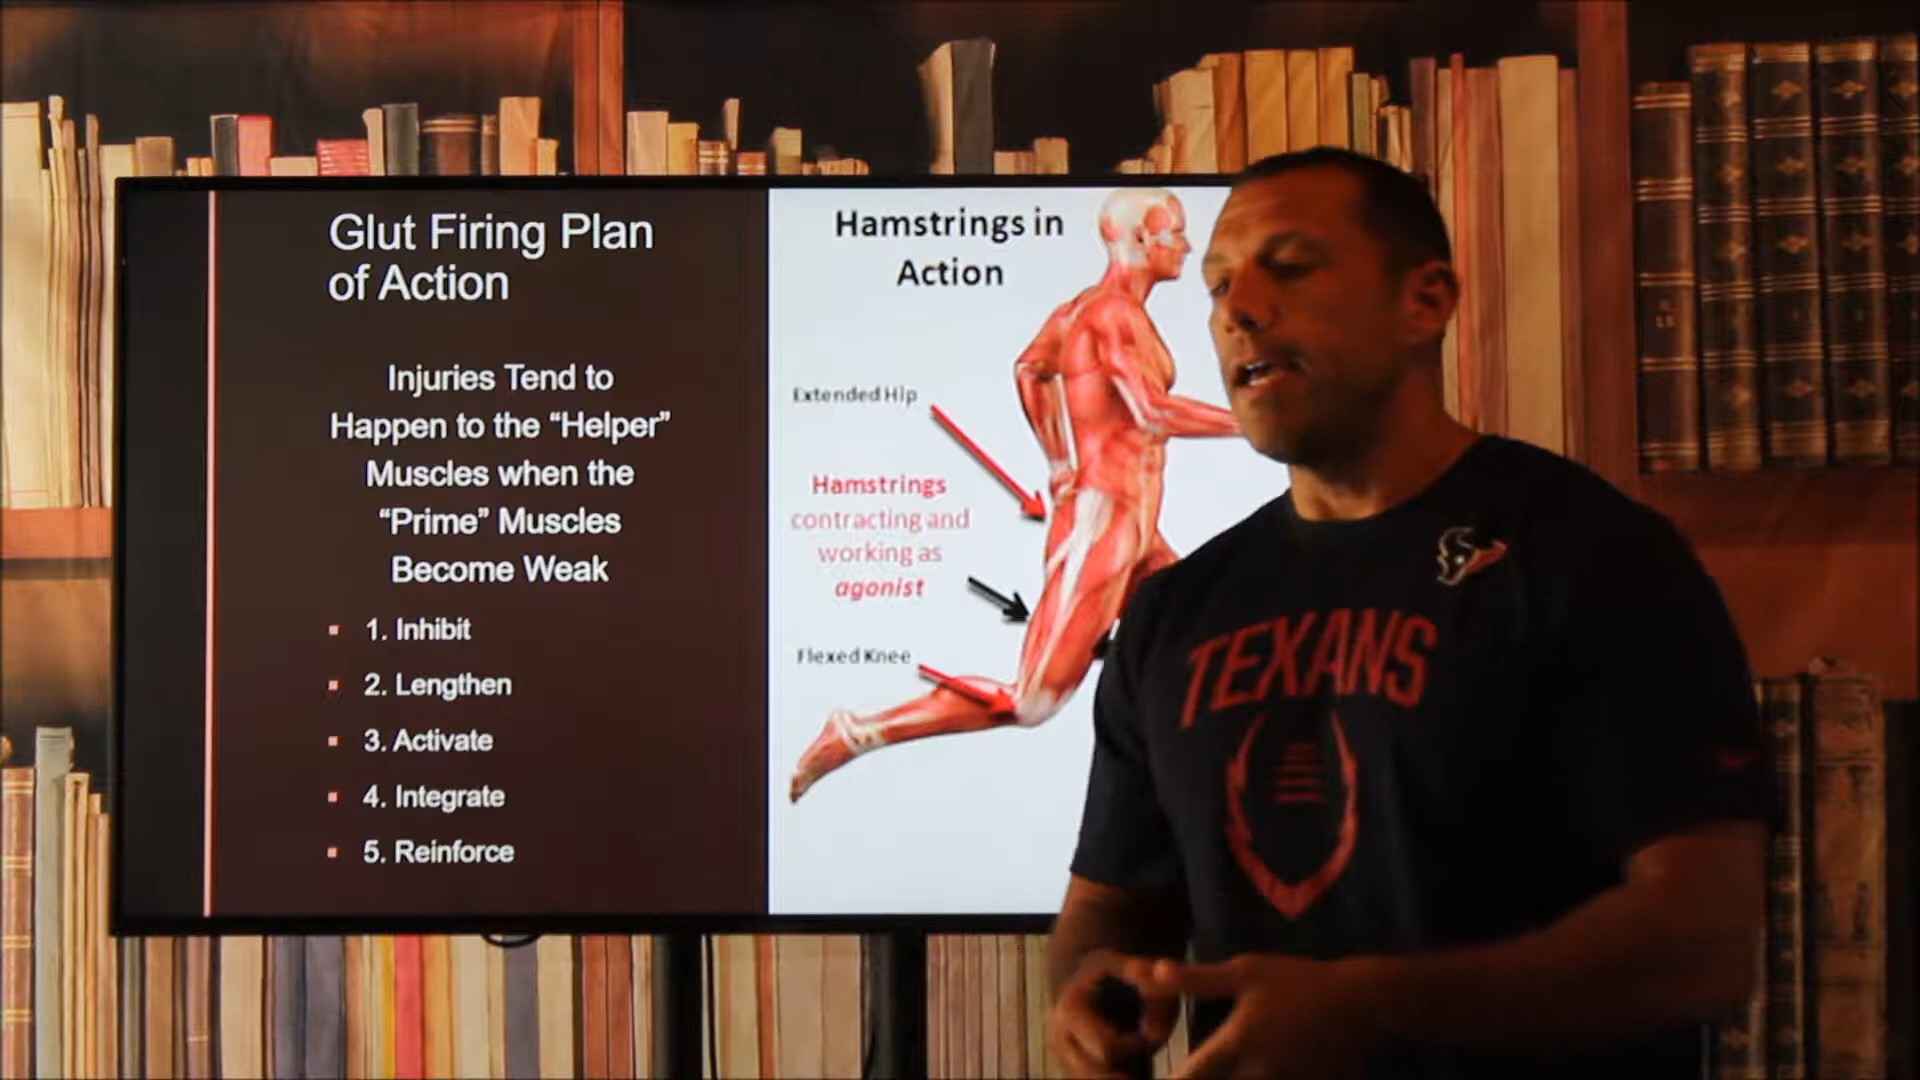 Glut Firing Plan
of Action
Injuries Tend to
Happen to the “Helper”
Muscles when the
“Prime” Muscles
Become Weak
1. Inhibit
2. Lengthen
3. Activate
4. Integrate
5. Reinforce
Hamstrings in
Action
Extended Hip
Hamstrings
contracting and
working as
agonist
Flexed Knee
TEXANS